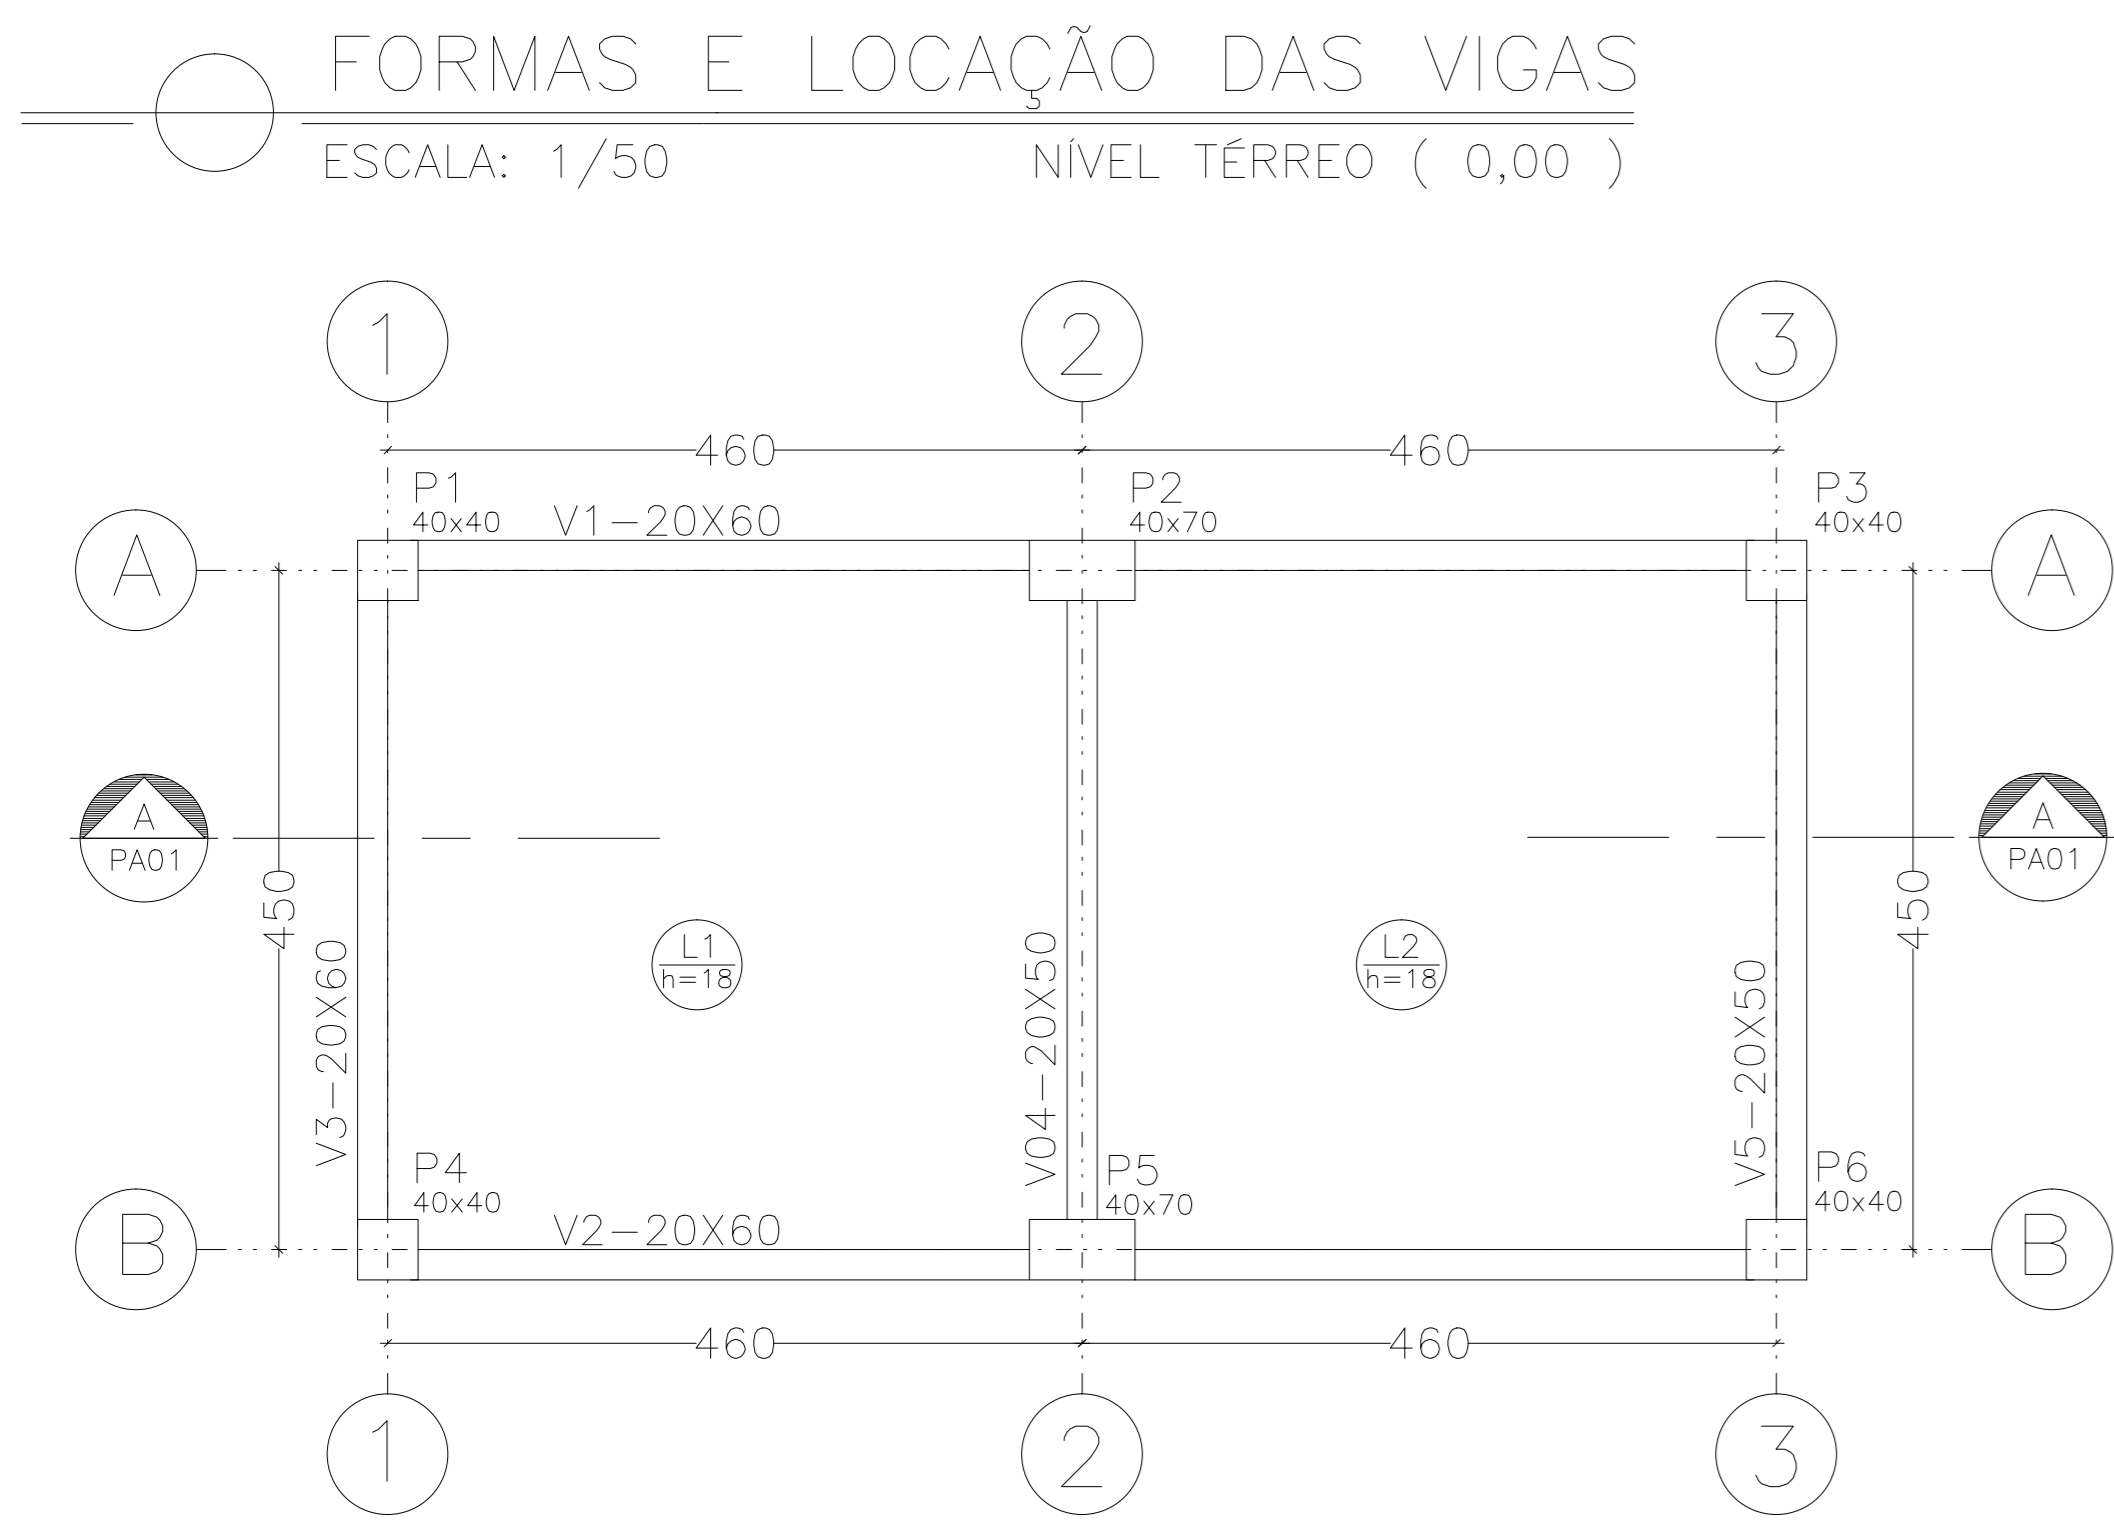 FORMAS E LOCAÇÃO DAS VIGAS
ESCALA: 1/50 NÍVEL TÉRREO ( 0,00 )
1 2 3
460 460
P1 P2 P3
40x40 V1-20X60 40x70 40x40
A A
A A
PA01 PA01
450 450
L1 L2
h=18 h=18
V3-20X60 V04-20X50 V5-20X50
P4 P5 P6
40x40 40x70 40x40
V2-20X60
B B
460 460
1 2 3